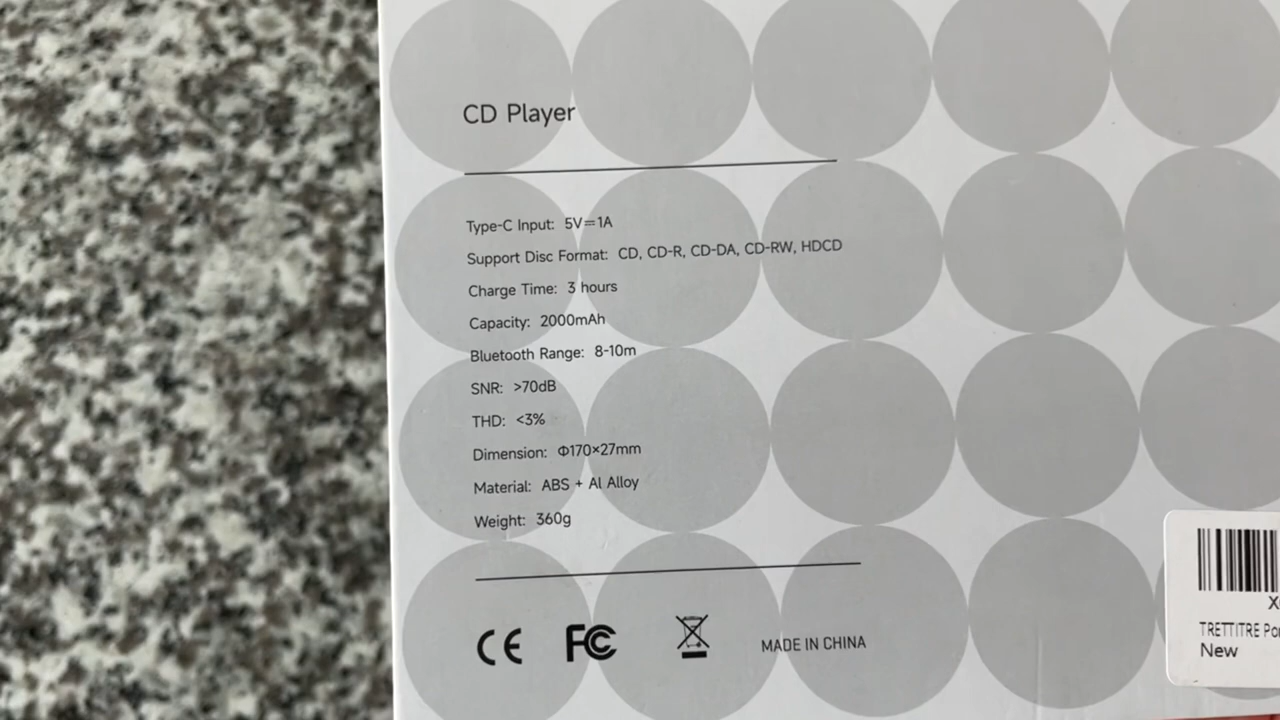 CD Player
Type-C Input: 5V⎓1A
Support Disc Format: CD, CD-R, CD-DA, CD-RW, HDCD
Charge Time: 3 hours
Capacity: 2000mAh
Bluetooth Range: 8-10m
SNR: >70dB
THD: <3%
Dimension: Φ170×27mm
Material: ABS + Al Alloy
Weight: 360g
CE FC MADE IN CHINA
X
TRETTITRE Po
New